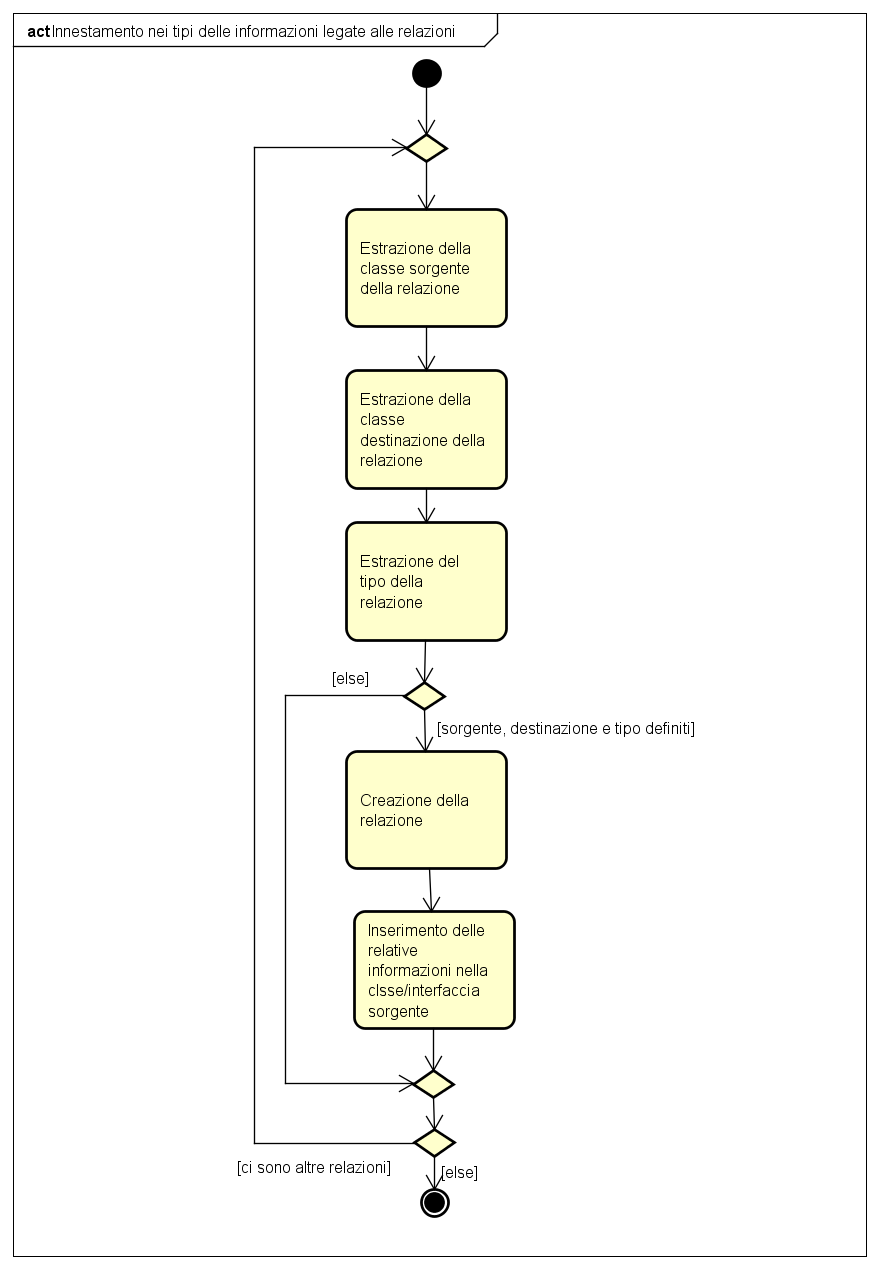 act Innestamento nei tipi delle informazioni legate alle relazioni
Estrazione della
classe sorgente
della relazione
Estrazione della
classe
destinazione della
relazione
Estrazione del
tipo della
relazione
[else]
[sorgente, destinazione e tipo definiti]
Creazione della
relazione
Inserimento delle
relative
informazioni nella
clsse/interfaccia
sorgente
[ci sono altre relazioni]
[else]